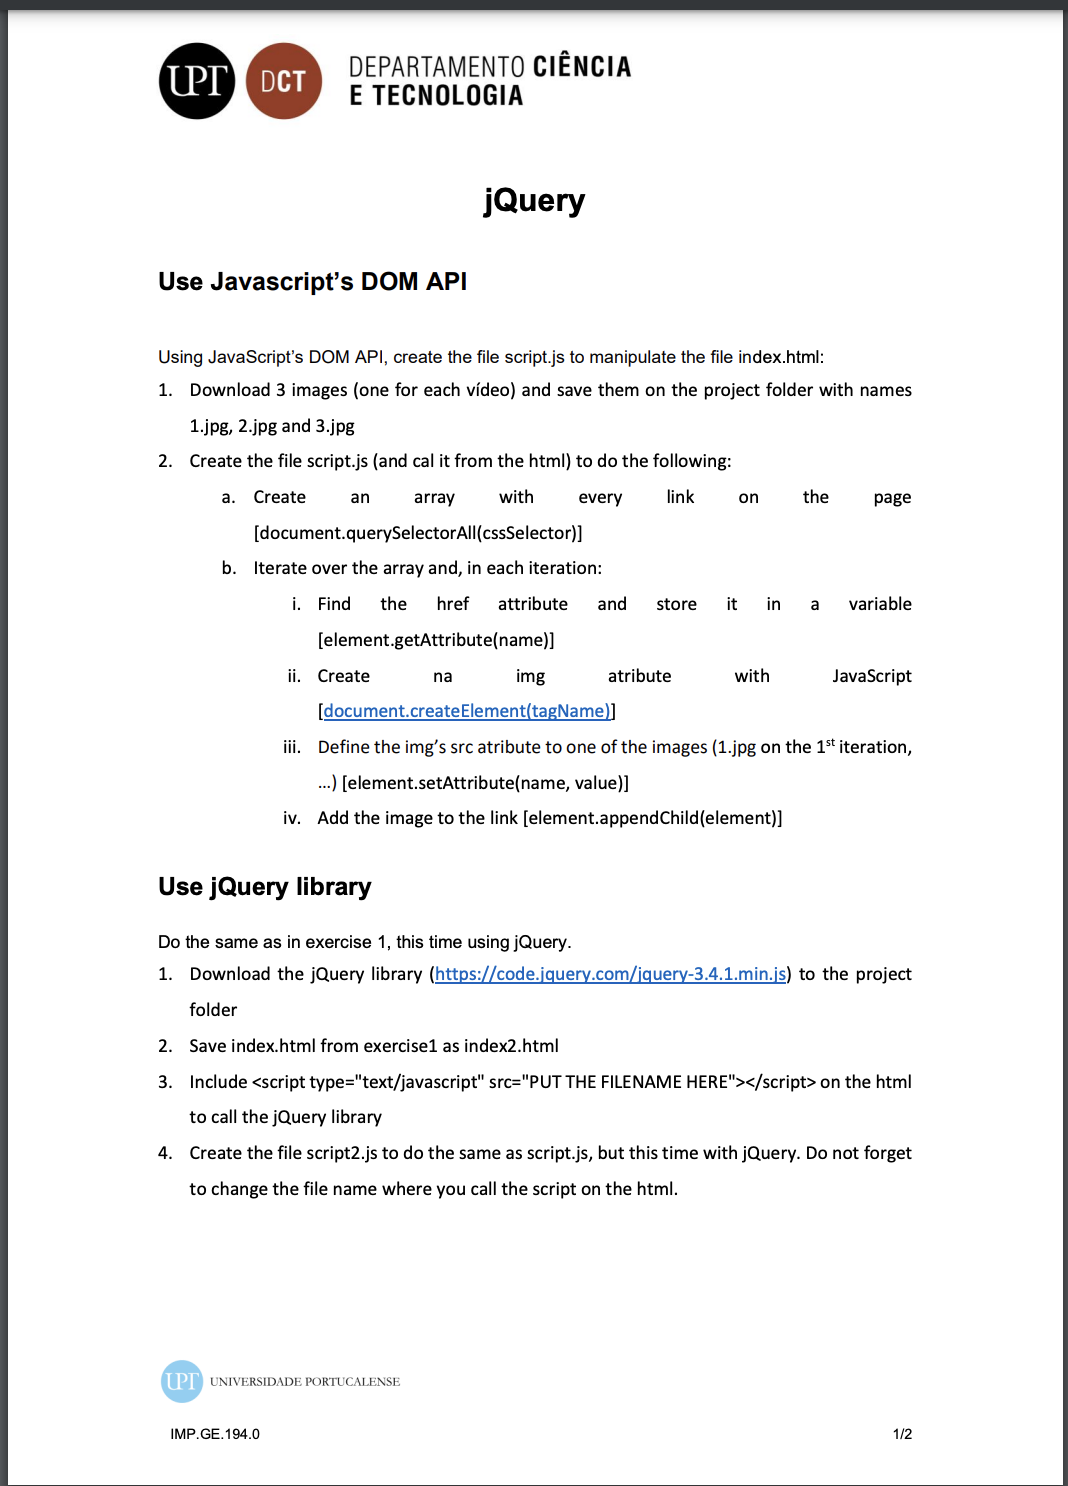 UPT DCT DEPARTAMENTO CIÊNCIA
E TECNOLOGIA
jQuery
Use Javascript’s DOM API
Using JavaScript’s DOM API, create the file script.js to manipulate the file index.html:
1. Download 3 images (one for each vídeo) and save them on the project folder with names
1.jpg, 2.jpg and 3.jpg
2. Create the file script.js (and cal it from the html) to do the following:
a. Create an array with every link on the page
[document.querySelectorAll(cssSelector)]
b. Iterate over the array and, in each iteration:
i. Find the href attribute and store it in a variable
[element.getAttribute(name)]
ii. Create na img atribute with JavaScript
[document.createElement(tagName)]
iii. Define the img’s src atribute to one of the images (1.jpg on the 1st iteration,
...) [element.setAttribute(name, value)]
iv. Add the image to the link [element.appendChild(element)]
Use jQuery library
Do the same as in exercise 1, this time using jQuery.
1. Download the jQuery library (https://code.jquery.com/jquery-3.4.1.min.js) to the project
folder
2. Save index.html from exercise1 as index2.html
3. Include <script type="text/javascript" src="PUT THE FILENAME HERE"></script> on the html
to call the jQuery library
4. Create the file script2.js to do the same as script.js, but this time with jQuery. Do not forget
to change the file name where you call the script on the html.
UPT UNIVERSIDADE PORTUCALENSE
IMP.GE.194.0 1/2